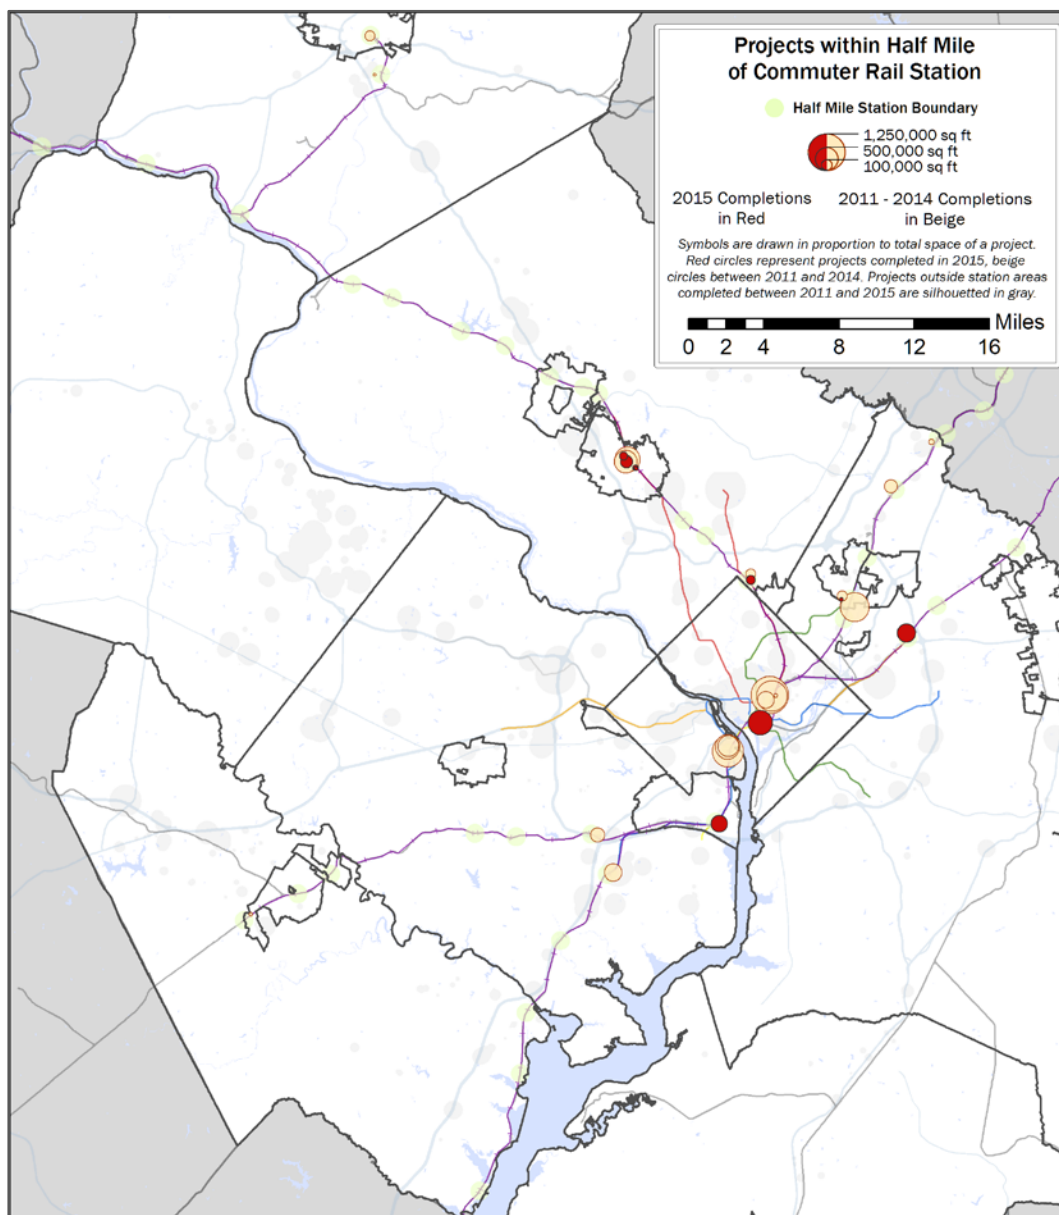 Projects within Half Mile
of Commuter Rail Station
Half Mile Station Boundary
1,250,000 sq ft
500,000 sq ft
100,000 sq ft
2015 Completions
in Red
2011 - 2014 Completions
in Beige
Symbols are drawn in proportion to total space of a project.
Red circles represent projects completed in 2015, beige
circles between 2011 and 2014. Projects outside station areas
completed between 2011 and 2015 are silhouetted in gray.
Miles
0 2 4 8 12 16